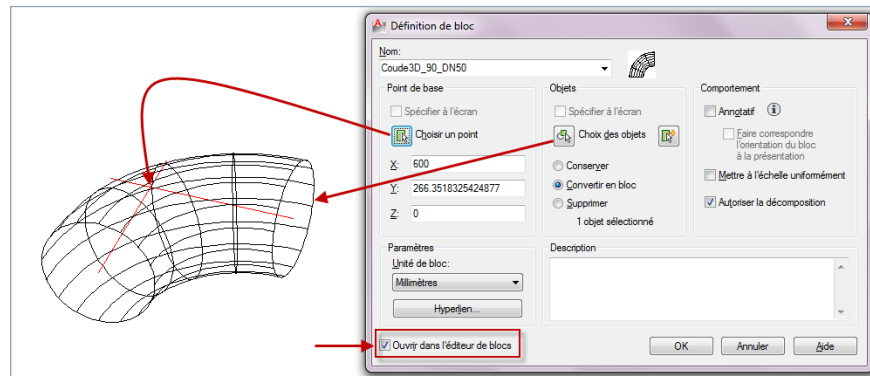 Définition de bloc
Nom:
Coude3D_90_DN50
Point de base
Spécifier à l'écran
Choisir un point
X: 600
Y: 266.3518325424877
Z: 0
Objets
Spécifier à l'écran
Choix des objets
Conserver
Convertir en bloc
Supprimer
1 objet sélectionné
Comportement
Annotatif
Faire correspondre
l'orientation du bloc
à la présentation
Mettre à l'échelle uniformément
Autoriser la décomposition
Paramètres
Unité de bloc:
Millimètres
Hyperlien...
Description
Ouvrir dans l'éditeur de blocs
OK
Annuler
Aide